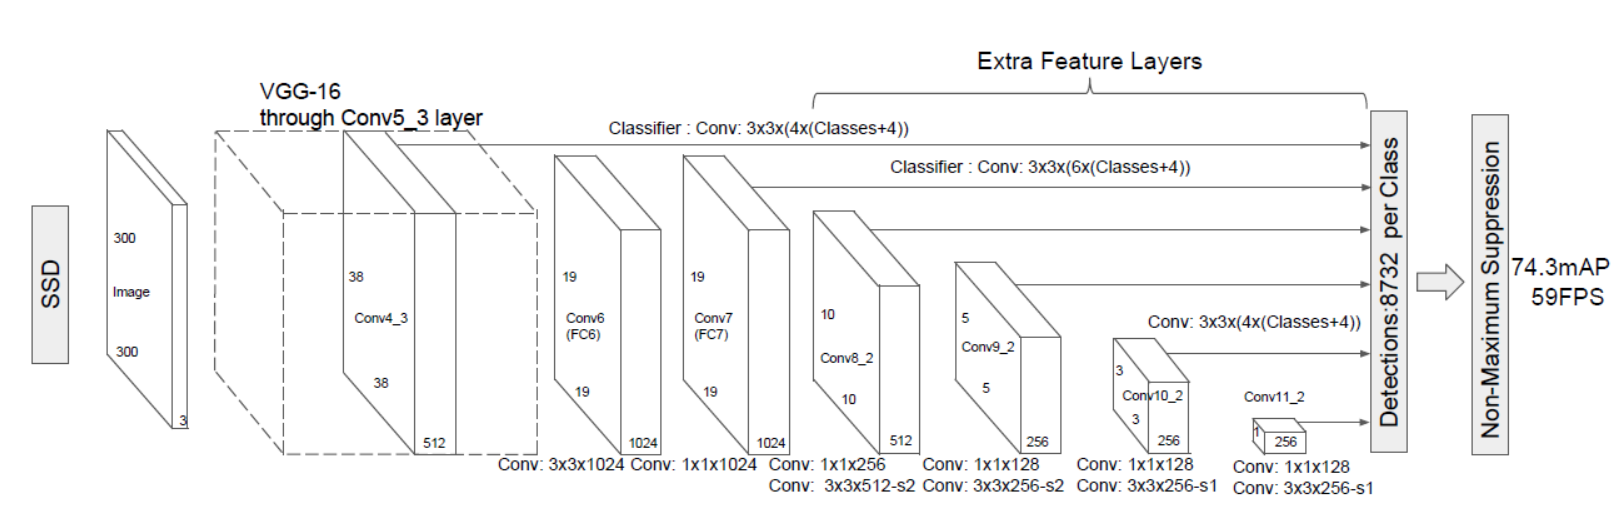 Extra Feature Layers
VGG-16
through Conv5_3 layer
Classifier : Conv: 3x3x(4x(Classes+4))
Classifier : Conv: 3x3x(6x(Classes+4))
SSD
300
Image
300
3
38
Conv4_3
38
512
19
Conv6
(FC6)
19
1024
19
Conv7
(FC7)
19
1024
10
Conv8_2
10
512
5
Conv9_2
5
256
Conv: 3x3x(4x(Classes+4))
3
Conv10_2
3
256
Conv11_2
1
256
Conv: 3x3x1024
Conv: 1x1x1024
Conv: 1x1x256
Conv: 3x3x512-s2
Conv: 1x1x128
Conv: 3x3x256-s2
Conv: 1x1x128
Conv: 3x3x256-s1
Conv: 1x1x128
Conv: 3x3x256-s1
Detections:8732 per Class
Non-Maximum Suppression
74.3mAP
59FPS